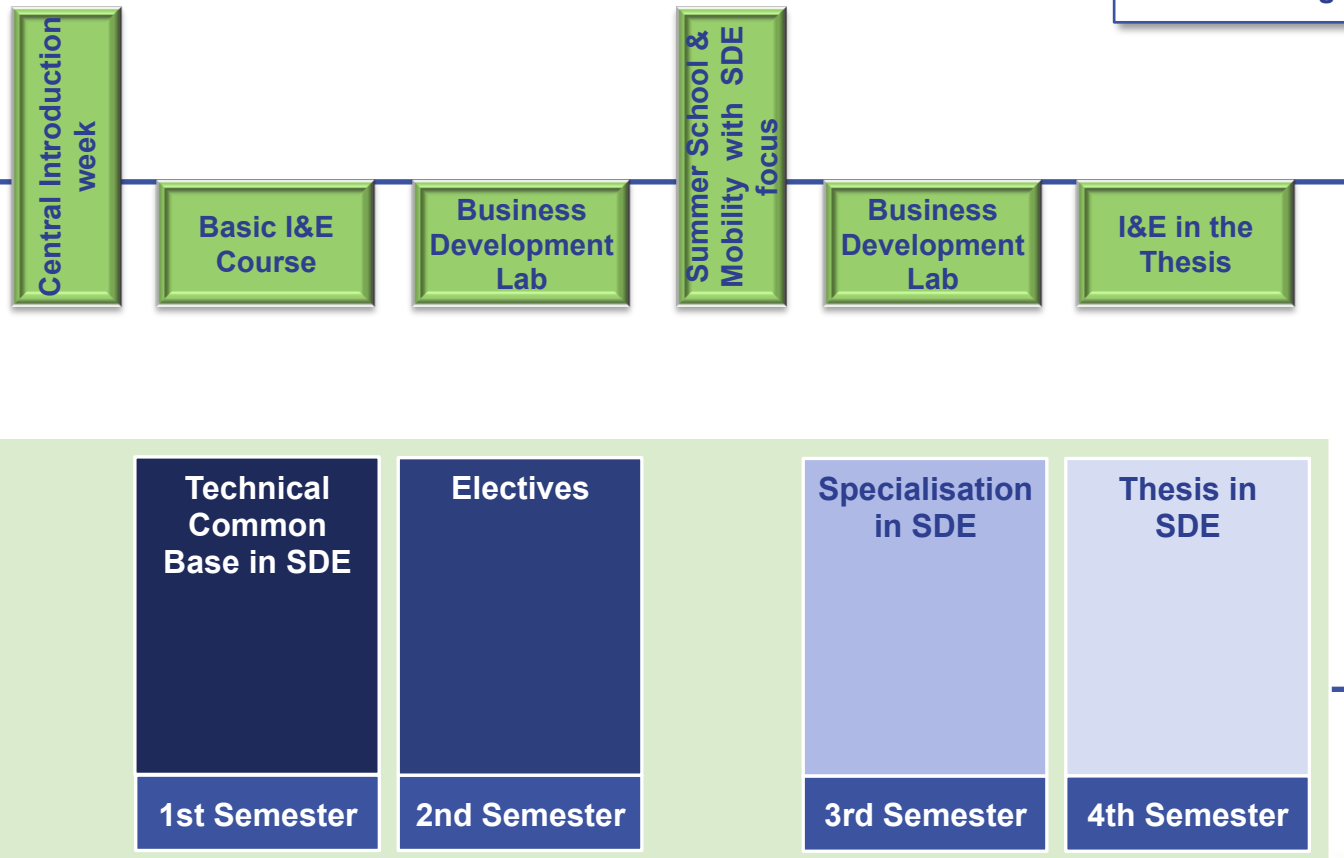 Central Introduction
week
Basic I&E
Course
Business
Development
Lab
Summer School &
Mobility with SDE
focus
Business
Development
Lab
I&E in the
Thesis
Technical
Common
Base in SDE
Electives
Specialisation
in SDE
Thesis in
SDE
1st Semester
2nd Semester
3rd Semester
4th Semester